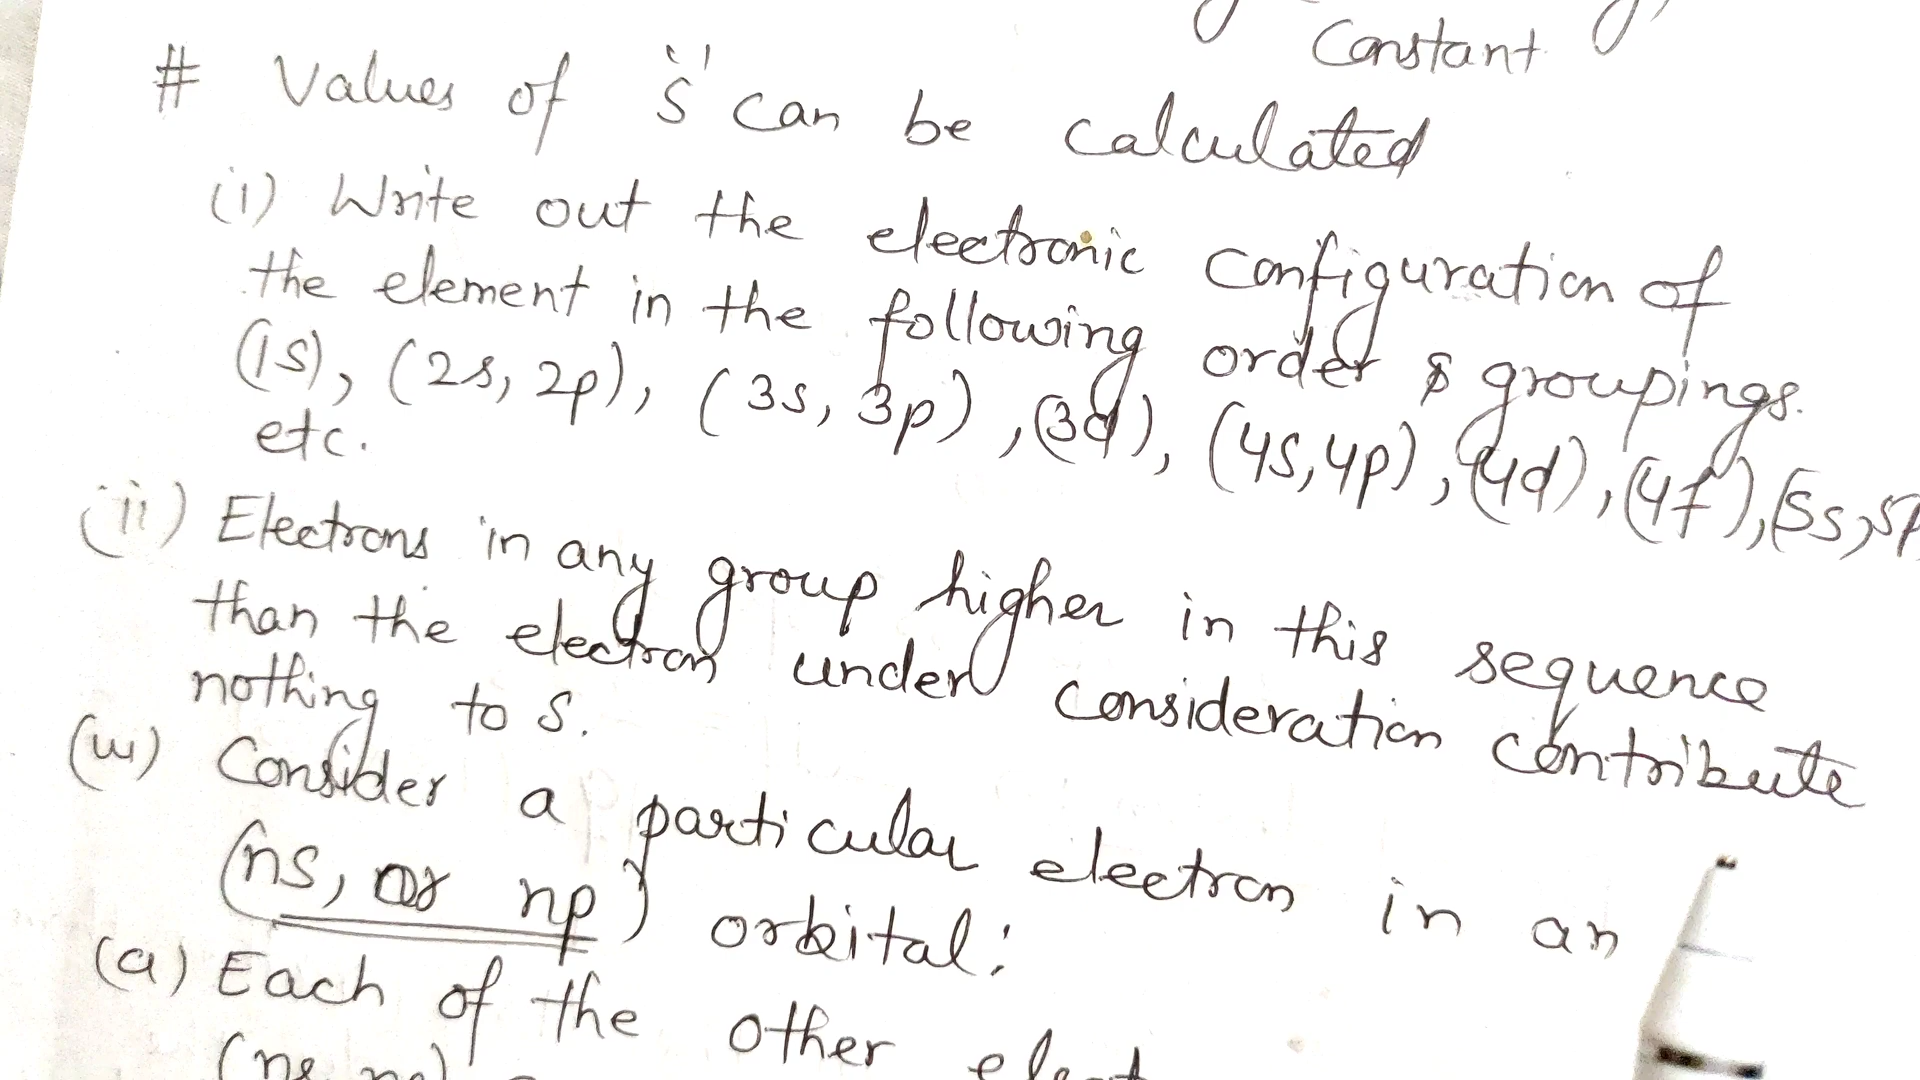 Constant
# Values of 'S' can be calculated
(i) Write out the electronic configuration of
the element in the following order & groupings.
(1S), (2s, 2p), (3s, 3p), (3d), (4s, 4p), (4d), (4f), (5s, 5p
etc.
(ii) Electrons in any group higher in this sequence
than the electron under consideration contribute
nothing to S.
(iii) Consider a particular electron in an
(ns, or np) orbital:
(a) Each of the other elect
(ns, np)